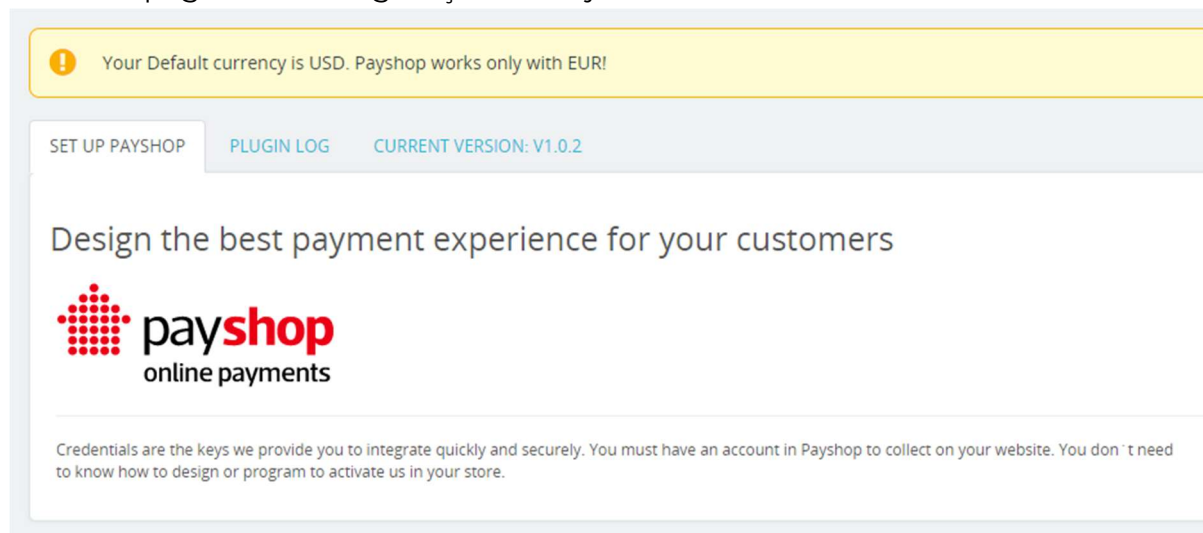 Your Default currency is USD. Payshop works only with EUR!
SET UP PAYSHOP PLUGIN LOG CURRENT VERSION: V1.0.2
Design the best payment experience for your customers
payshop
online payments
Credentials are the keys we provide you to integrate quickly and securely. You must have an account in Payshop to collect on your website. You don´t need
to know how to design or program to activate us in your store.